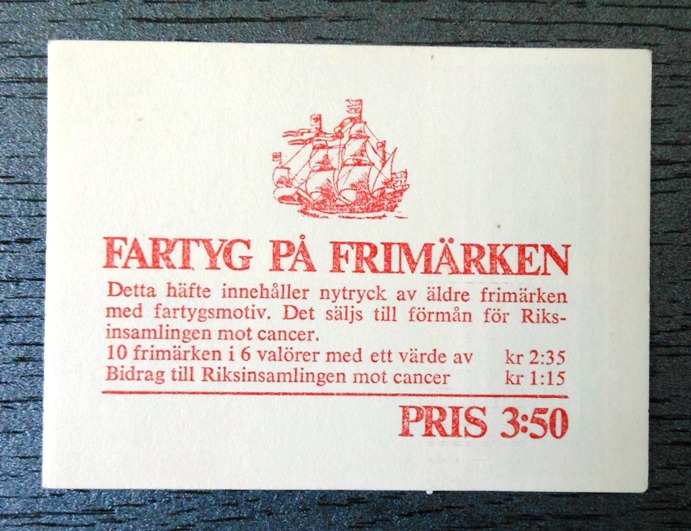 FARTYG PÅ FRIMÄRKEN
Detta häfte innehåller nytryck av äldre frimärken
med fartygsmotiv. Det säljs till förmån för Riks-
insamlingen mot cancer.
10 frimärken i 6 valörer med ett värde av kr 2:35
Bidrag till Riksinsamlingen mot cancer kr 1:15
PRIS 3:50